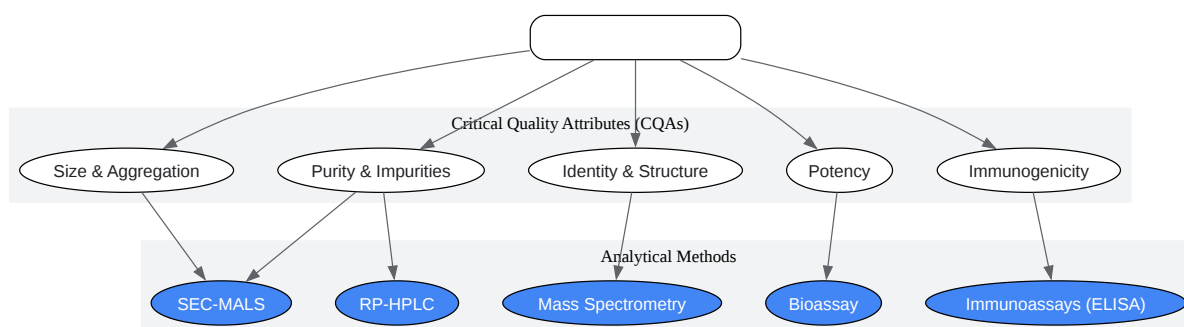 Critical Quality Attributes (CQAs)
Size & Aggregation
Purity & Impurities
Identity & Structure
Potency
Immunogenicity
Analytical Methods
SEC-MALS
RP-HPLC
Mass Spectrometry
Bioassay
Immunoassays (ELISA)